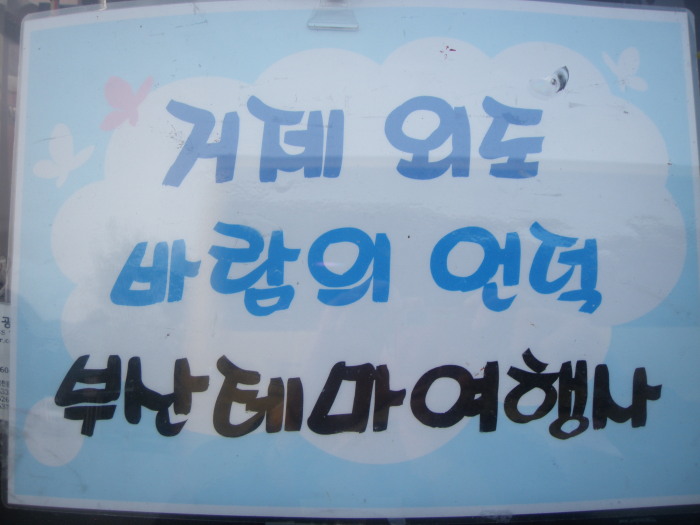 거제 외도
바람의 언덕
부산테마여행사